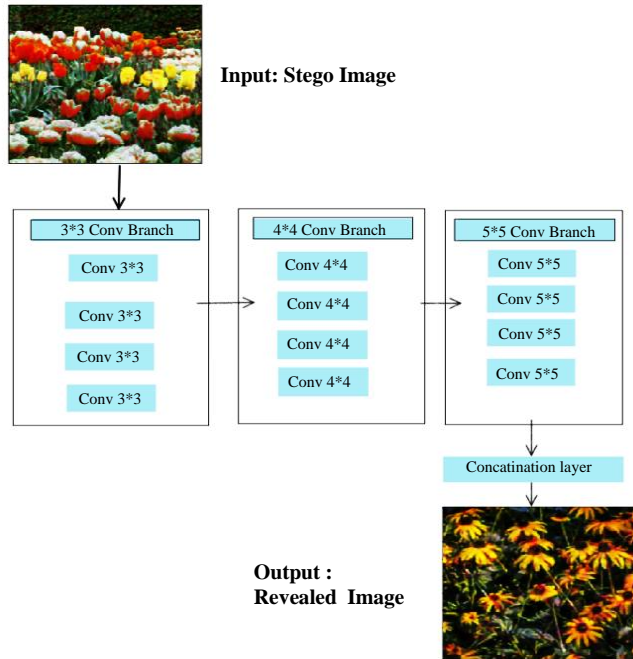 Input: Stego Image
3*3 Conv Branch
Conv 3*3
Conv 3*3
Conv 3*3
Conv 3*3
4*4 Conv Branch
Conv 4*4
Conv 4*4
Conv 4*4
Conv 4*4
5*5 Conv Branch
Conv 5*5
Conv 5*5
Conv 5*5
Conv 5*5
Concatination layer
Output :
Revealed Image